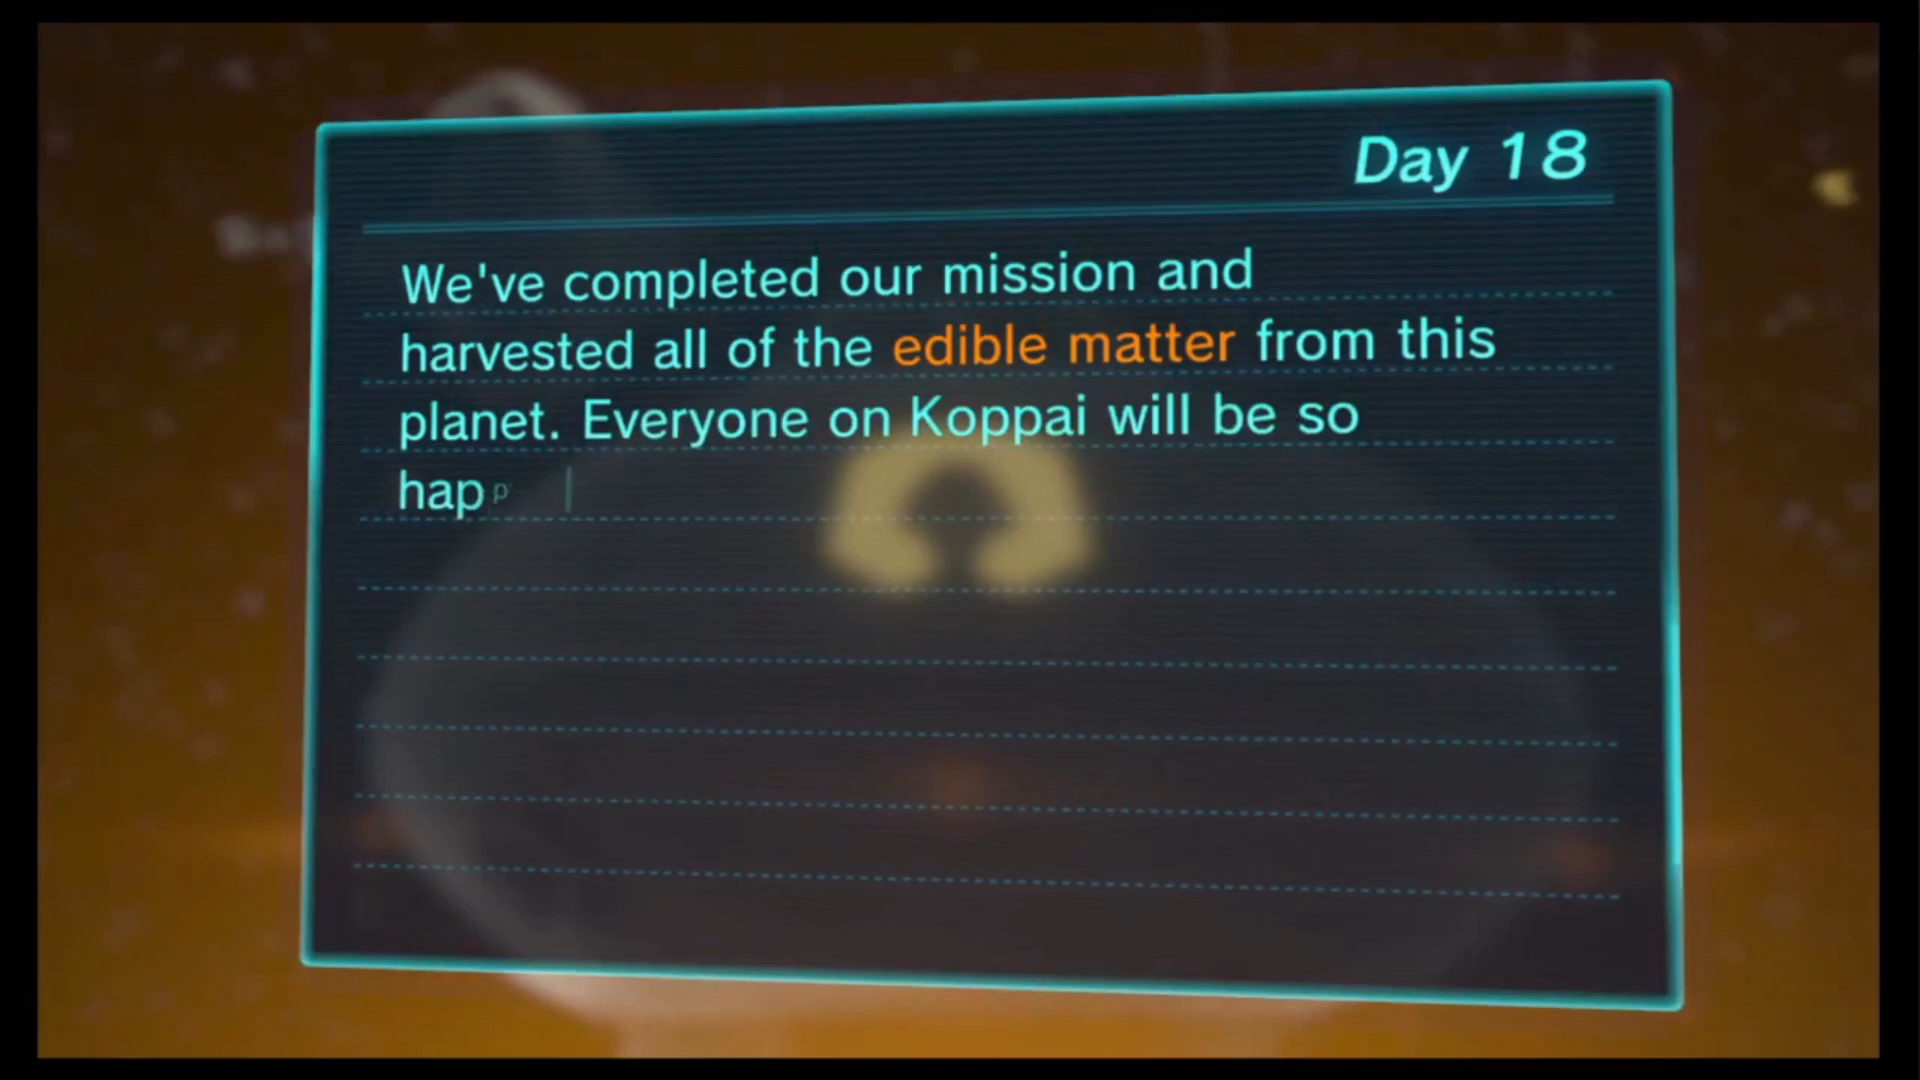 Day 18
We've completed our mission and
harvested all of the edible matter from this
planet. Everyone on Koppai will be so
happ